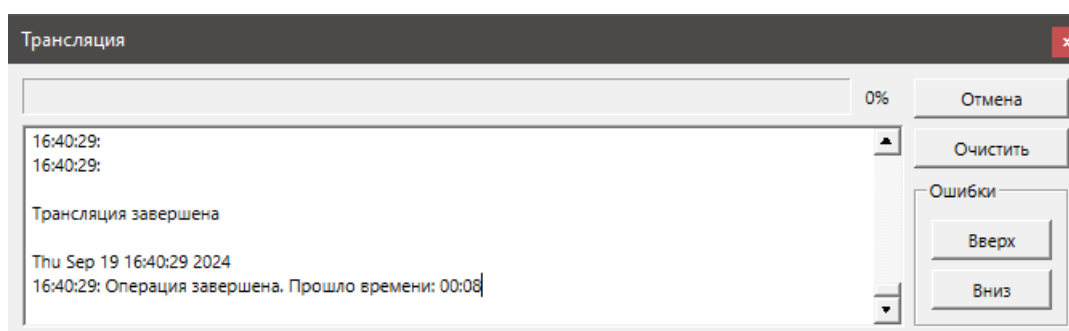 Трансляция
x
0%
Отмена
16:40:29:
16:40:29:
Очистить
Трансляция завершена
Ошибки
Вверх
Thu Sep 19 16:40:29 2024
16:40:29: Операция завершена. Прошло времени: 00:08
Вниз